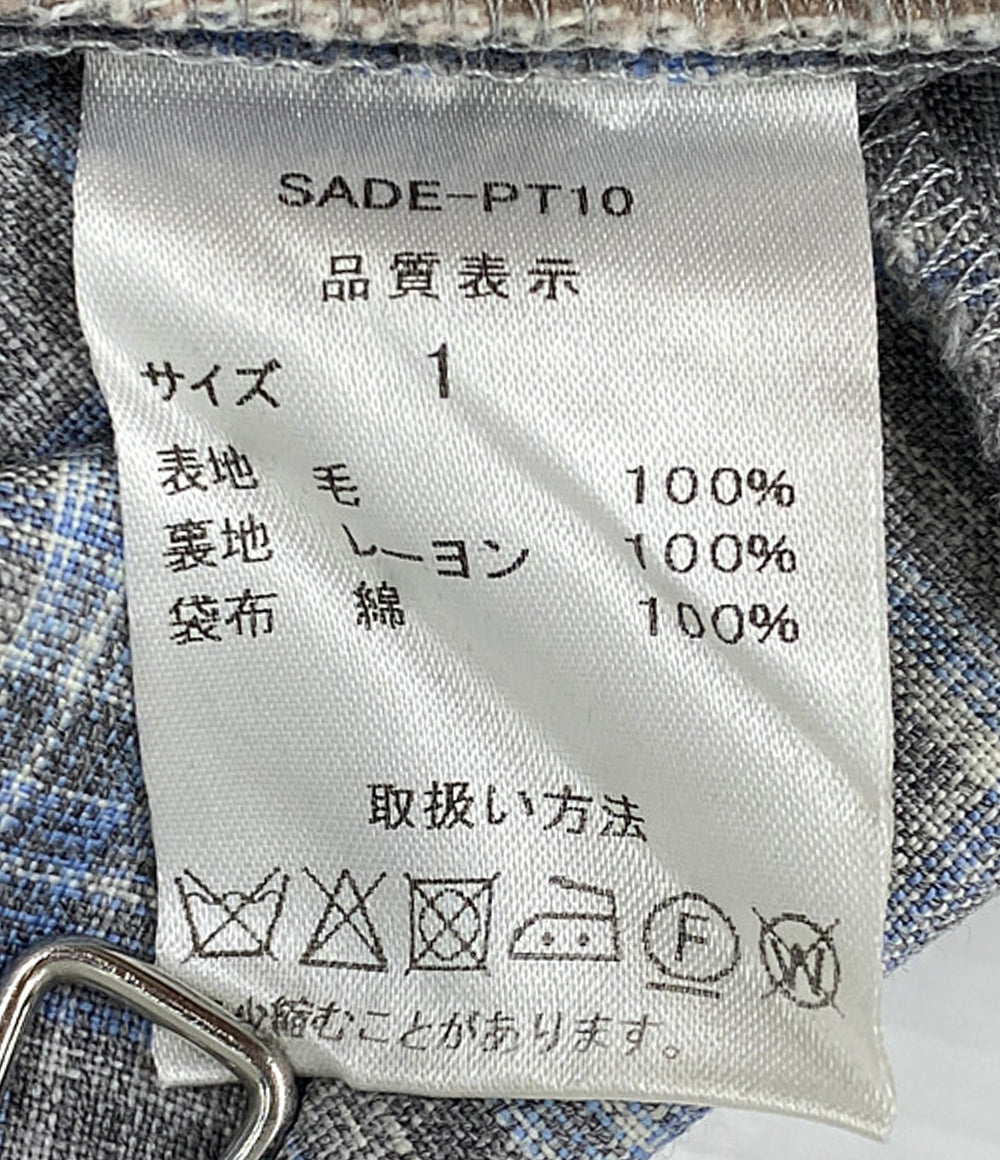 SADE-PT10
品質表示
サイズ 1
表地 毛 100%
裏地 レーヨン 100%
袋布 綿 100%
取扱い方法
F W
少縮むことがあります。